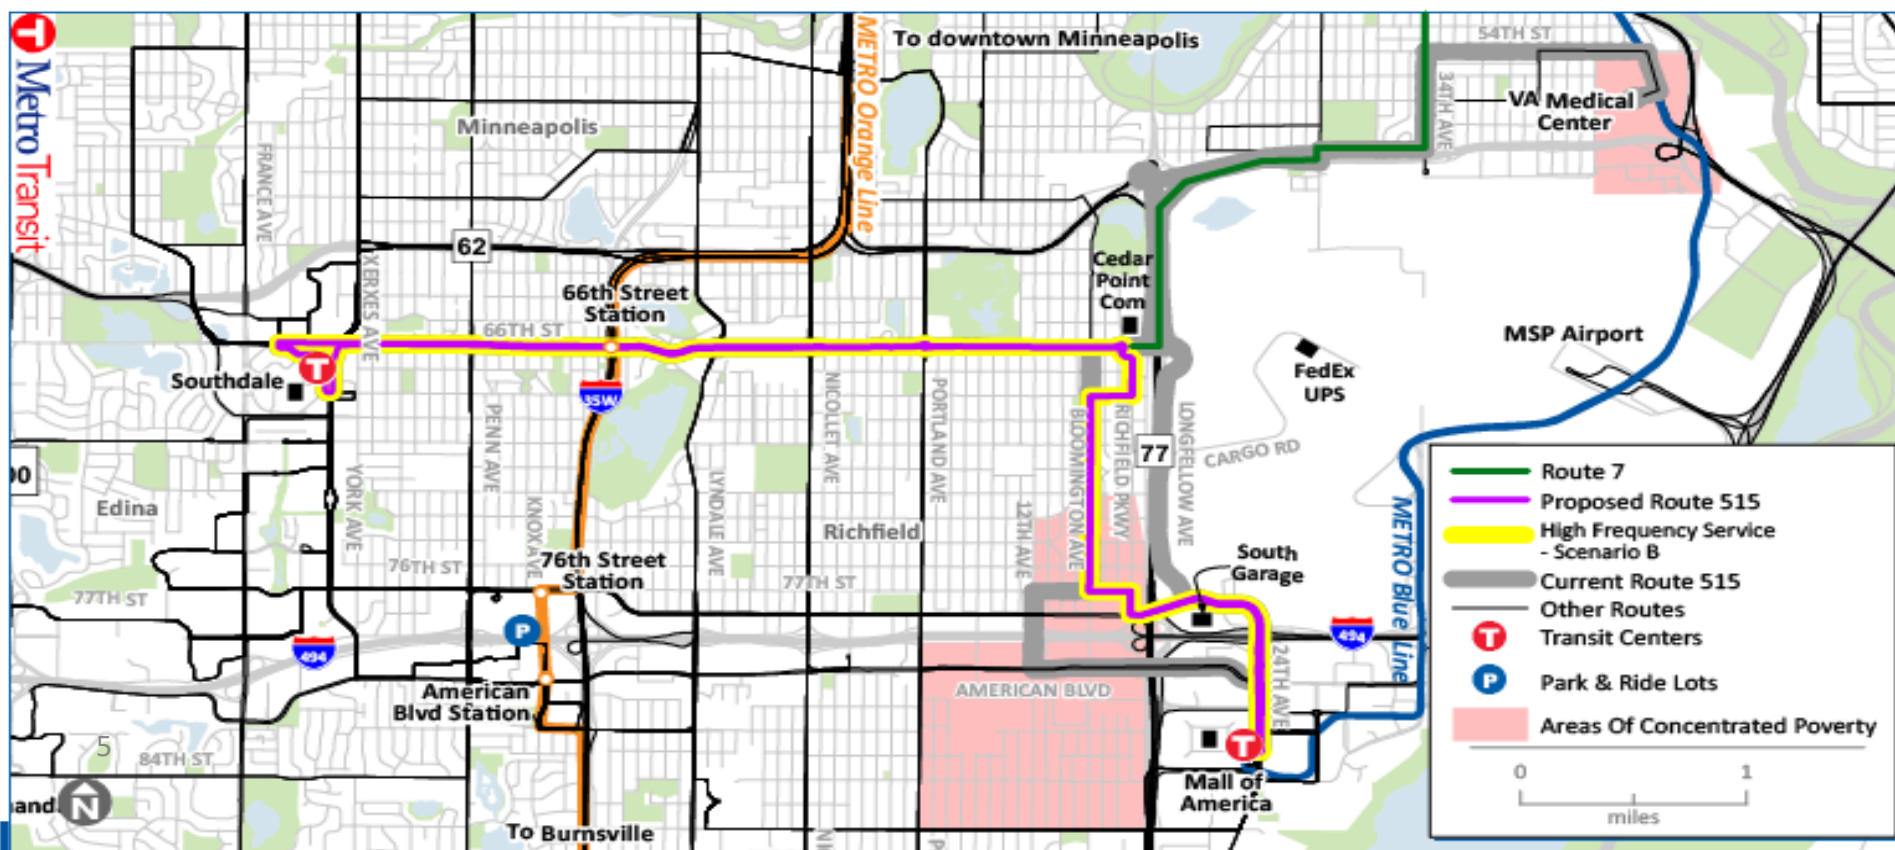 Metro Transit
METRO Orange Line
To downtown Minneapolis
54TH ST
34TH AVE
VA Medical
Center
Minneapolis
FRANCE AVE
62
XERXES AVE
66th Street
Station
66TH ST
Cedar
Point
Com
MSP Airport
T
Southdale
FedEx
UPS
35W
PENN AVE
NICOLLET AVE
PORTLAND AVE
BLOOMINGTON AVE
RICHFIELD PKWY
LONGFELLOW AVE
77
CARGO RD
YORK AVE
KNOX AVE
LYNDALE AVE
12TH AVE
Edina
Richfield
METRO Blue Line
76TH ST
76th Street
Station
77TH ST
77TH ST
South
Garage
P
494
494
24TH AVE
American
Blvd Station
AMERICAN BLVD
5
84TH ST
T
Mall of
America
N
To Burnsville
Route 7
Proposed Route 515
High Frequency Service
- Scenario B
Current Route 515
Other Routes
T Transit Centers
P Park & Ride Lots
Areas Of Concentrated Poverty
0 1
miles